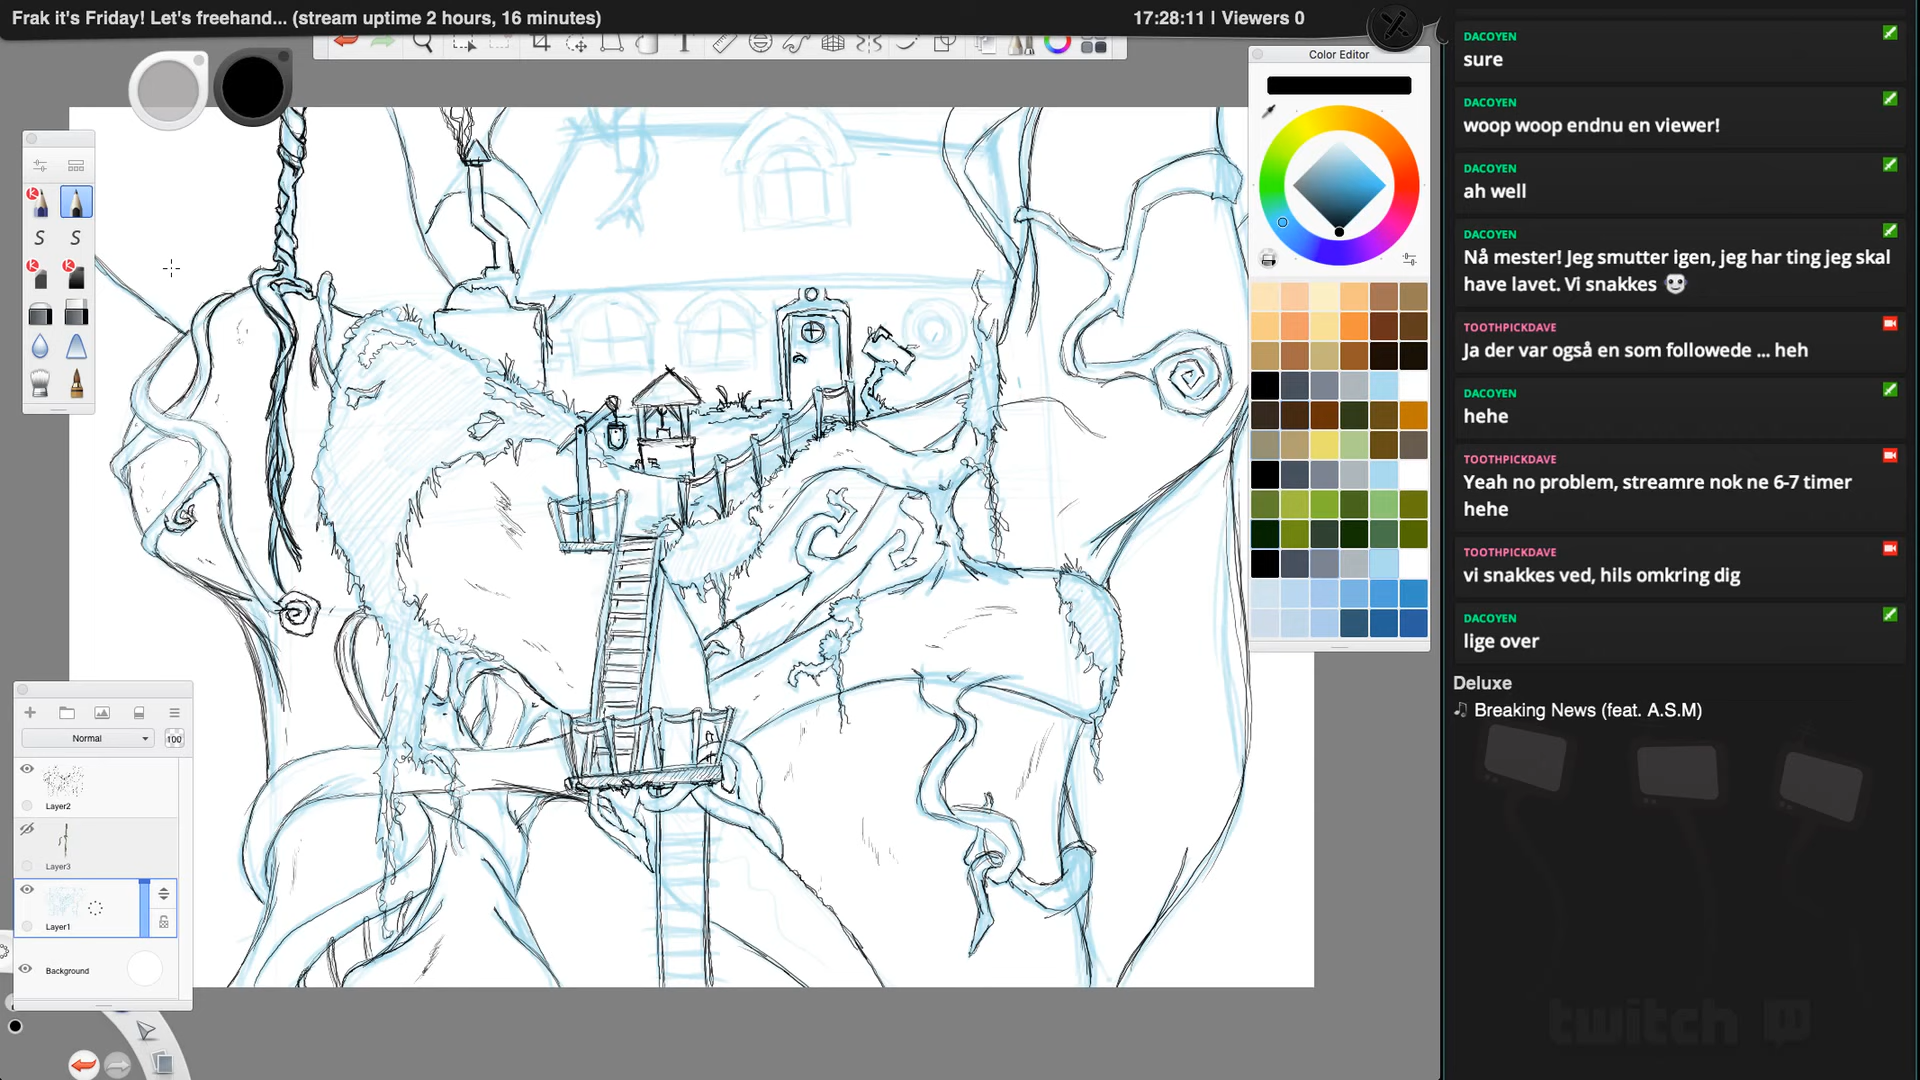 Frak it's Friday! Let's freehand... (stream uptime 2 hours, 16 minutes)
17:28:11 | Viewers 0
Color Editor
Normal
100
Layer2
Layer3
Layer1
Background
DACOYEN
sure
DACOYEN
woop woop endnu en viewer!
DACOYEN
ah well
DACOYEN
Nå mester! Jeg smutter igen, jeg har ting jeg skal
have lavet. Vi snakkes
TOOTHPICKDAVE
Ja der var også en som followede ... heh
DACOYEN
hehe
TOOTHPICKDAVE
Yeah no problem, streamre nok ne 6-7 timer
hehe
TOOTHPICKDAVE
vi snakkes ved, hils omkring dig
DACOYEN
lige over
Deluxe
Breaking News (feat. A.S.M)
twitch